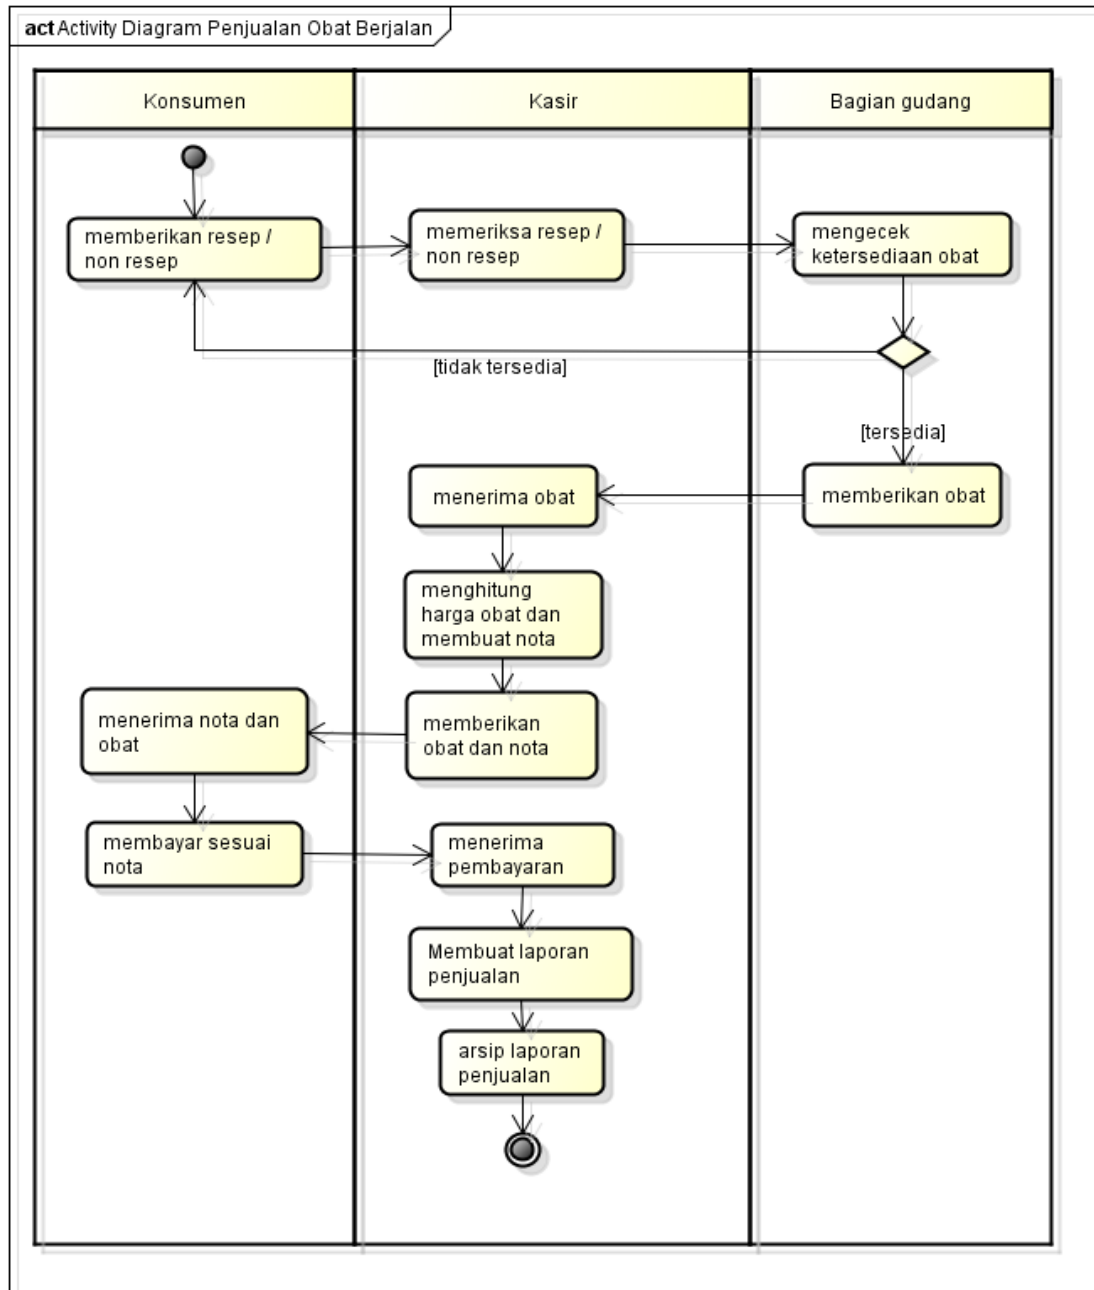 act Activity Diagram Penjualan Obat Berjalan
Konsumen
Kasir
Bagian gudang
memberikan resep /
non resep
memeriksa resep /
non resep
mengecek
ketersediaan obat
[tidak tersedia]
[tersedia]
menerima obat
memberikan obat
menghitung
harga obat dan
membuat nota
menerima nota dan
obat
memberikan
obat dan nota
membayar sesuai
nota
menerima
pembayaran
Membuat laporan
penjualan
arsip laporan
penjualan